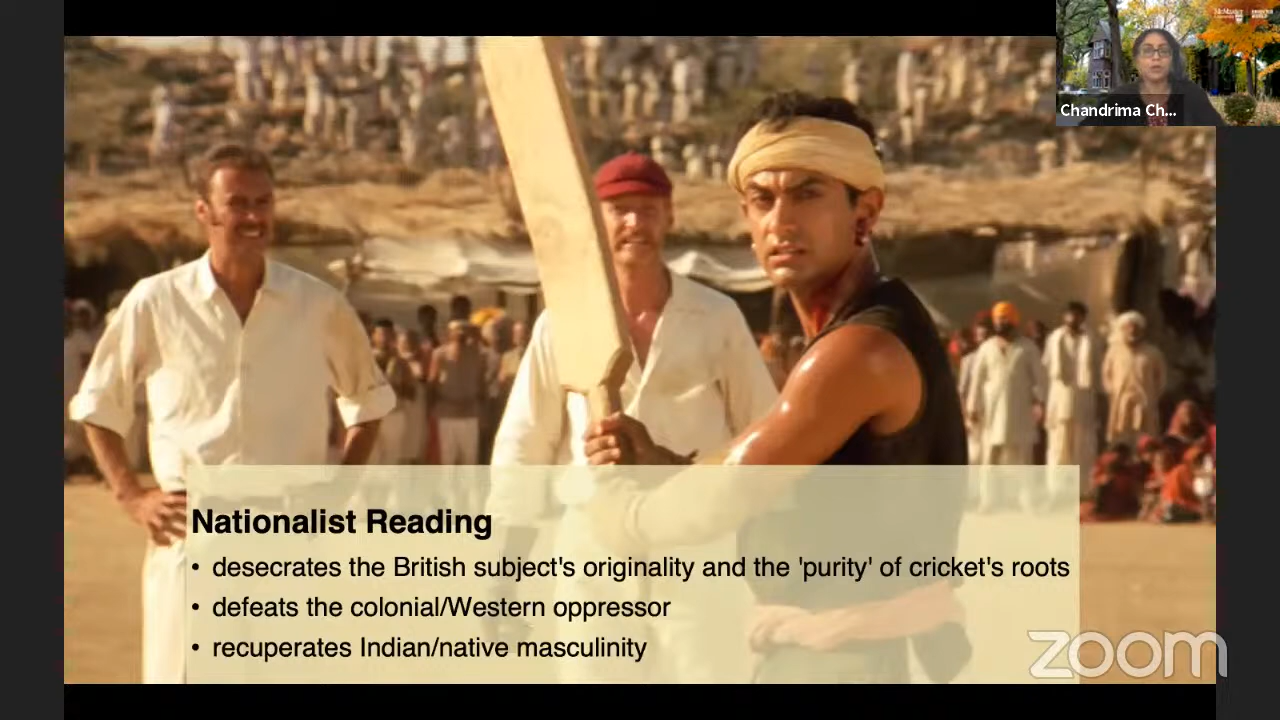 McMaster
Chandrima Ch...
Nationalist Reading
• desecrates the British subject's originality and the 'purity' of cricket's roots
• defeats the colonial/Western oppressor
• recuperates Indian/native masculinity
zoom